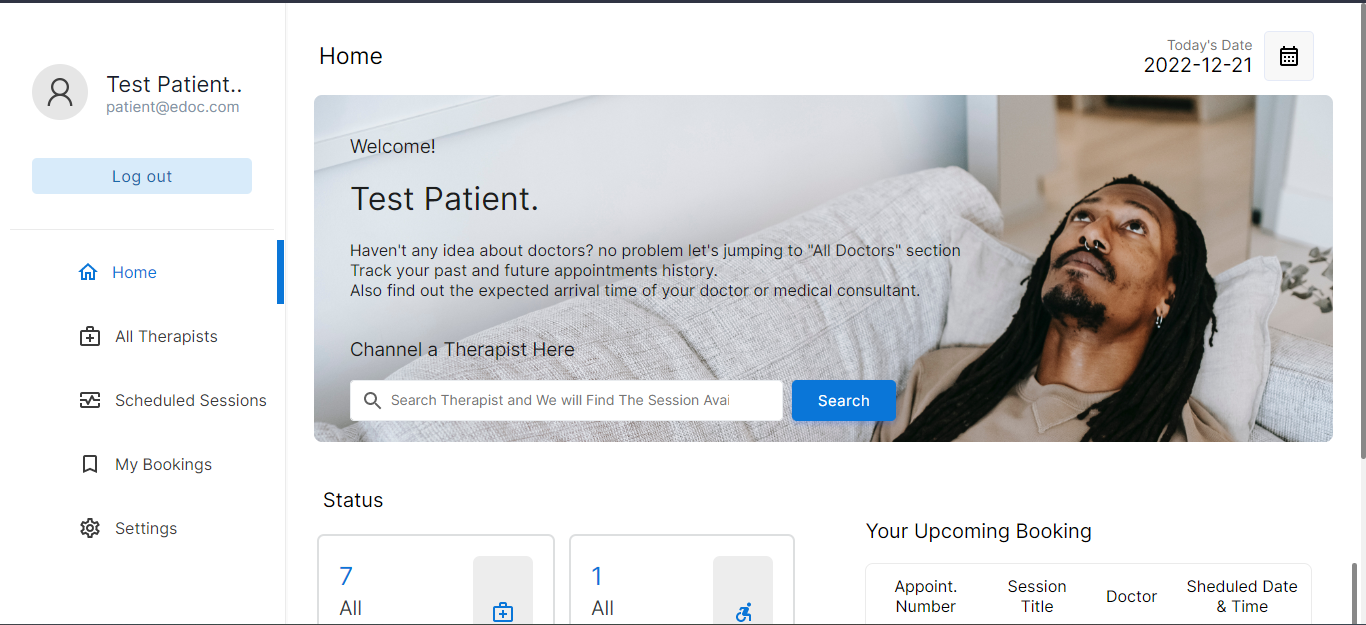 Test Patient..
patient@edoc.com
Log out
Home
All Therapists
Scheduled Sessions
My Bookings
Settings
Home
Today's Date
2022-12-21
Welcome!
Test Patient.
Haven't any idea about doctors? no problem let's jumping to "All Doctors" section
Track your past and future appointments history.
Also find out the expected arrival time of your doctor or medical consultant.
Channel a Therapist Here
Search Therapist and We will Find The Session Avai
Search
Status
7
All
1
All
Your Upcoming Booking
Appoint.
Number
Session
Title
Doctor
Sheduled Date
& Time